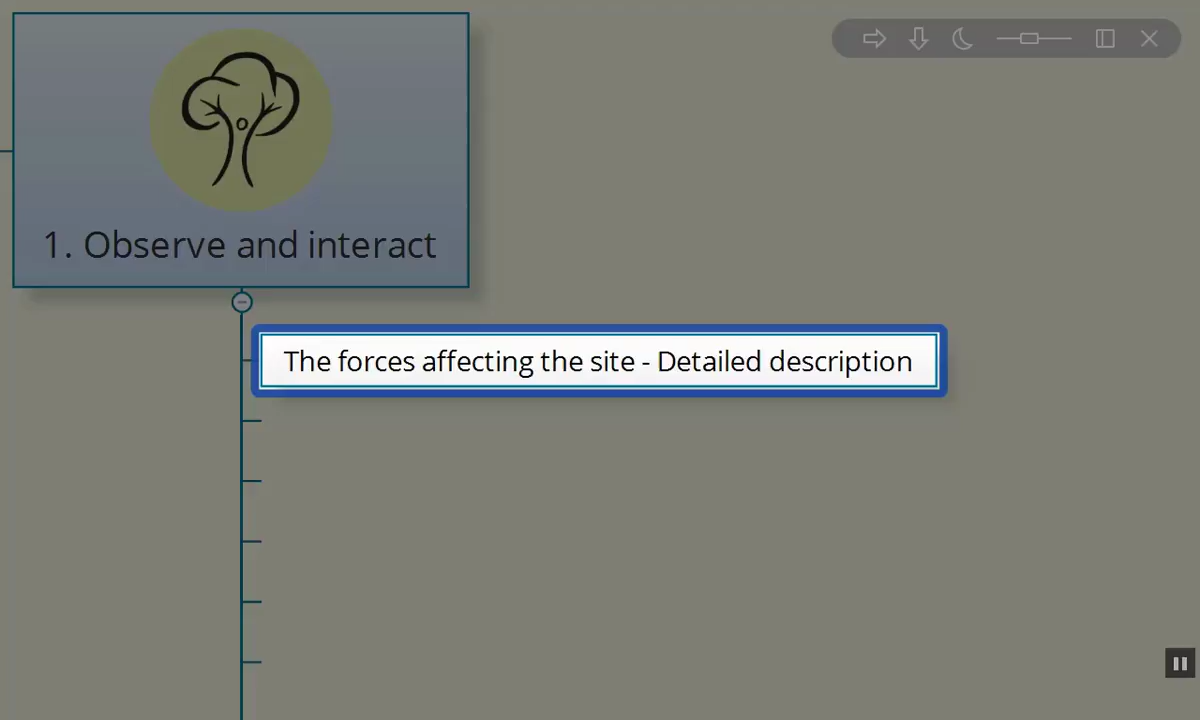 1. Observe and interact
The forces affecting the site - Detailed description